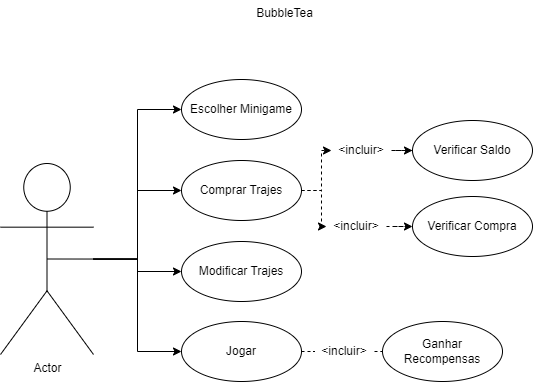 BubbleTea
Escolher Minigame
Comprar Trajes
<incluir>
Verificar Saldo
<incluir>
Verificar Compra
Modificar Trajes
Jogar
<incluir>
Ganhar
Recompensas
Actor